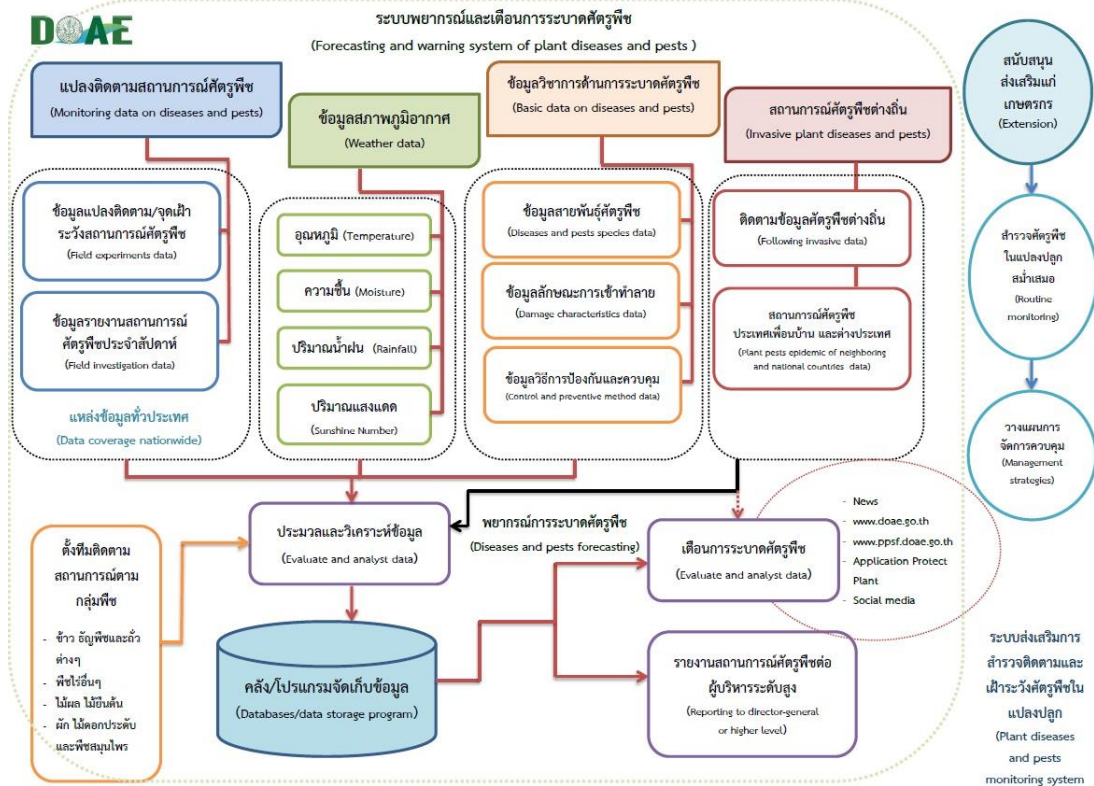 DOAE
ระบบพยากรณ์และเตือนการระบาดศัตรูพืช
(Forecasting and warning system of plant diseases and pests )
แปลงติดตามสถานการณ์ศัตรูพืช
(Monitoring data on diseases and pests)
ข้อมูลสภาพภูมิอากาศ
(Weather data)
ข้อมูลวิชาการด้านการระบาดศัตรูพืช
(Basic data on diseases and pests)
สถานการณ์ศัตรูพืชต่างถิ่น
(Invasive plant diseases and pests)
ข้อมูลแปลงติดตาม/จุดเฝ้า
ระวังสถานการณ์ศัตรูพืช
(Field experiments data)
ข้อมูลรายงานสถานการณ์
ศัตรูพืชประจำสัปดาห์
(Field investigation data)
แหล่งข้อมูลทั่วประเทศ
(Data coverage nationwide)
อุณหภูมิ (Temperature)
ความชื้น (Moisture)
ปริมาณน้ำฝน (Rainfall)
ปริมาณแสงแดด
(Sunshine Number)
ข้อมูลสายพันธุ์ศัตรูพืช
(Diseases and pests species data)
ข้อมูลลักษณะการเข้าทำลาย
(Damage characteristics data)
ข้อมูลวิธีการป้องกันและควบคุม
(Control and preventive method data)
ติดตามข้อมูลศัตรูพืชต่างถิ่น
(Following invasive data)
สถานการณ์ศัตรูพืช
ประเทศเพื่อนบ้าน และต่างประเทศ
(Plant pests epidemic of neighboring
and national countries data)
ประมวลและวิเคราะห์ข้อมูล
(Evaluate and analyst data)
พยากรณ์การระบาดศัตรูพืช
(Diseases and pests forecasting)
เตือนการระบาดศัตรูพืช
(Evaluate and analyst data)
- News
- www.doae.go.th
- www.ppsf.doae.go.th
- Application Protect
Plant
- Social media
ตั้งทีมติดตาม
สถานการณ์ตาม
กลุ่มพืช
- ข้าว ธัญพืชและถั่ว
ต่างๆ
- พืชไร่อื่นๆ
- ไม้ผล ไม้ยืนต้น
- ผัก ไม้ดอกประดับ
และพืชสมุนไพร
คลัง/โปรแกรมจัดเก็บข้อมูล
(Databases/data storage program)
รายงานสถานการณ์ศัตรูพืชต่อ
ผู้บริหารระดับสูง
(Reporting to director-general
or higher level)
สนับสนุน
ส่งเสริมแก่
เกษตรกร
(Extension)
สำรวจศัตรูพืช
ในแปลงปลูก
สม่ำเสมอ
(Routine
monitoring)
วางแผนการ
จัดการควบคุม
(Management
strategies)
ระบบส่งเสริมการ
สำรวจติดตามและ
เฝ้าระวังศัตรูพืชใน
แปลงปลูก
(Plant diseases
and pests
monitoring system